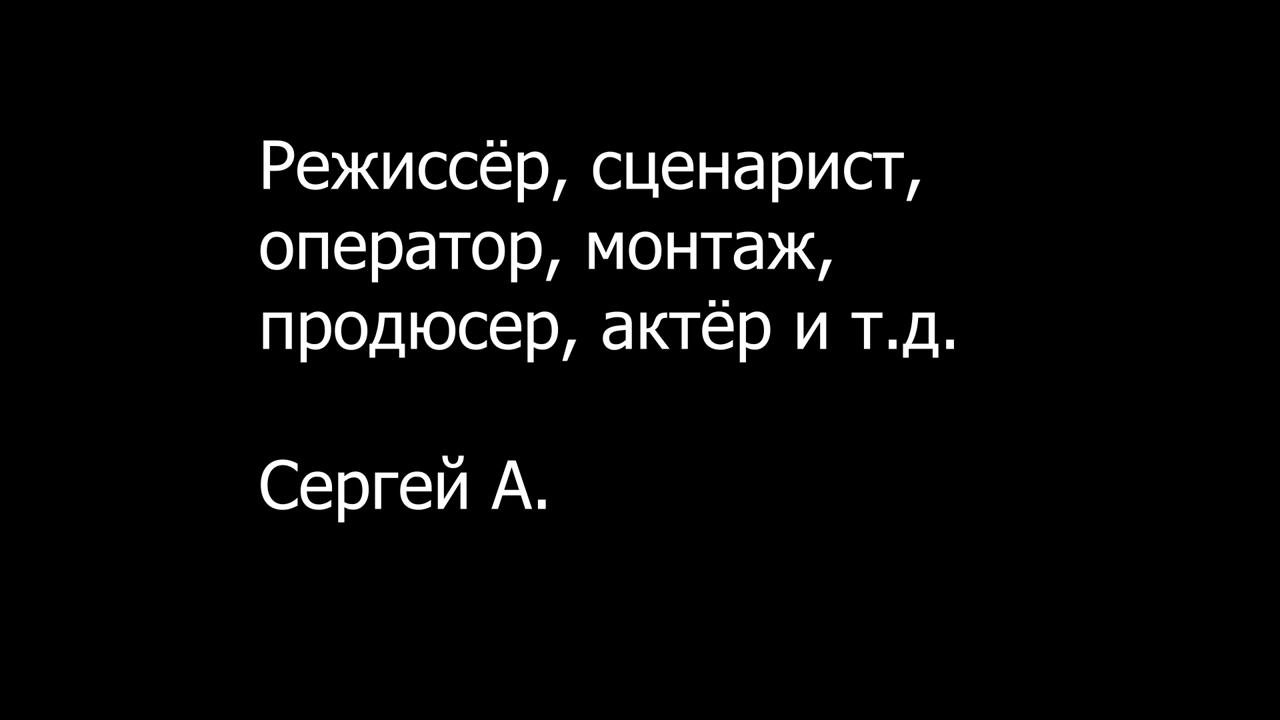 Режиссёр, сценарист,
оператор, монтаж,
продюсер, актёр и т.д.
Сергей А.